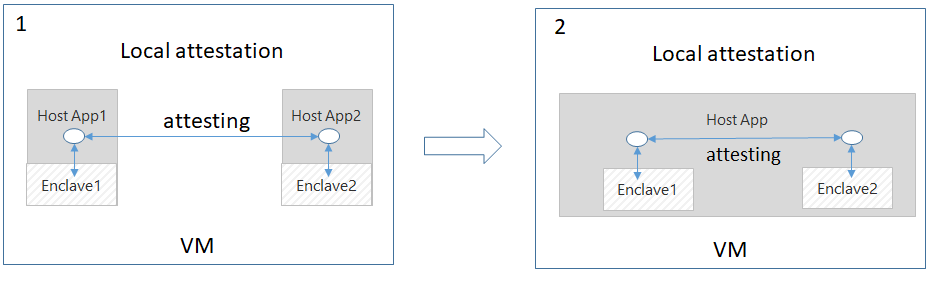 1
Local attestation
Host App1
attesting
Host App2
Enclave1
Enclave2
VM
2
Local attestation
Host App
attesting
Enclave1
Enclave2
VM